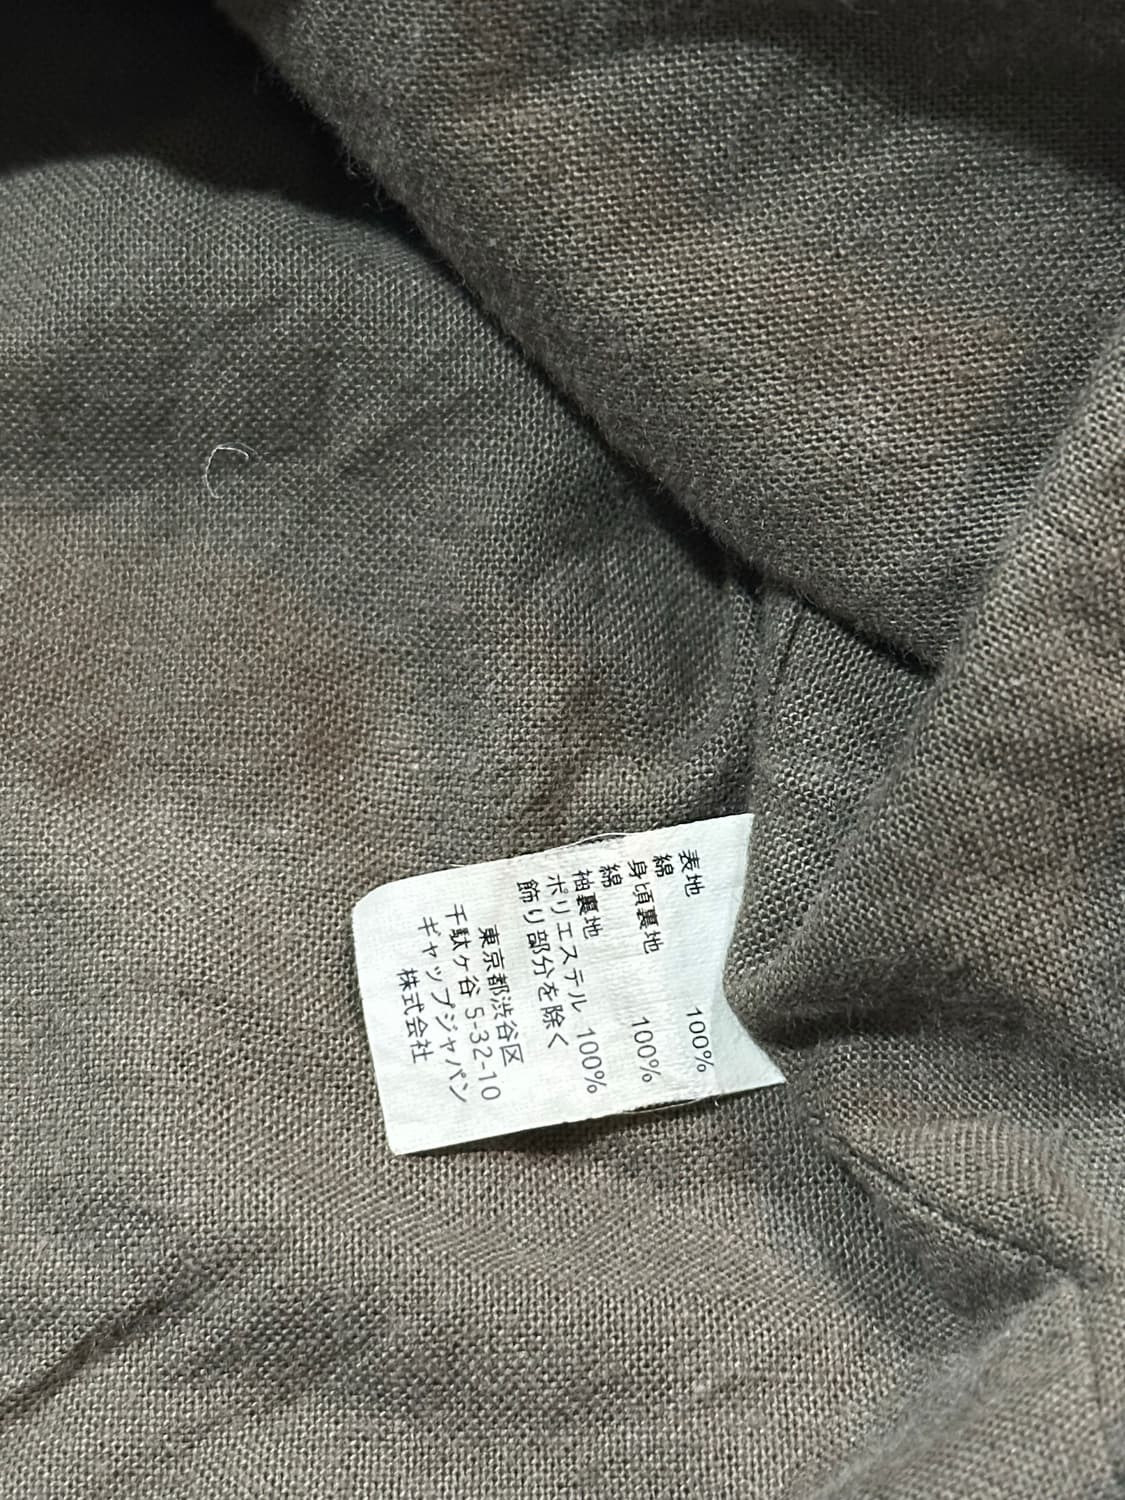 表地
綿 100%
身頃裏地
綿 100%
袖裏地
ポリエステル 100%
飾り部分を除く
東京都渋谷区
千駄ヶ谷 5-32-10
ギャップジャパン
株式会社